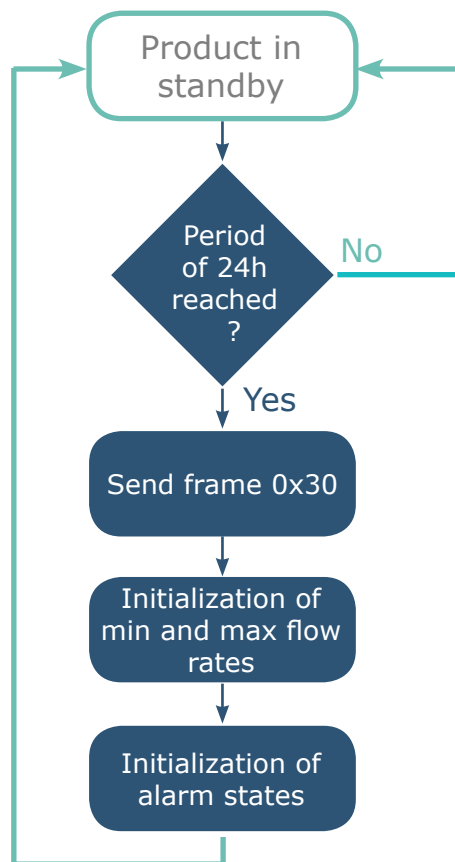 Product in
standby
Period
of 24h
reached
?
No
Yes
Send frame 0x30
Initialization of
min and max flow
rates
Initialization of
alarm states